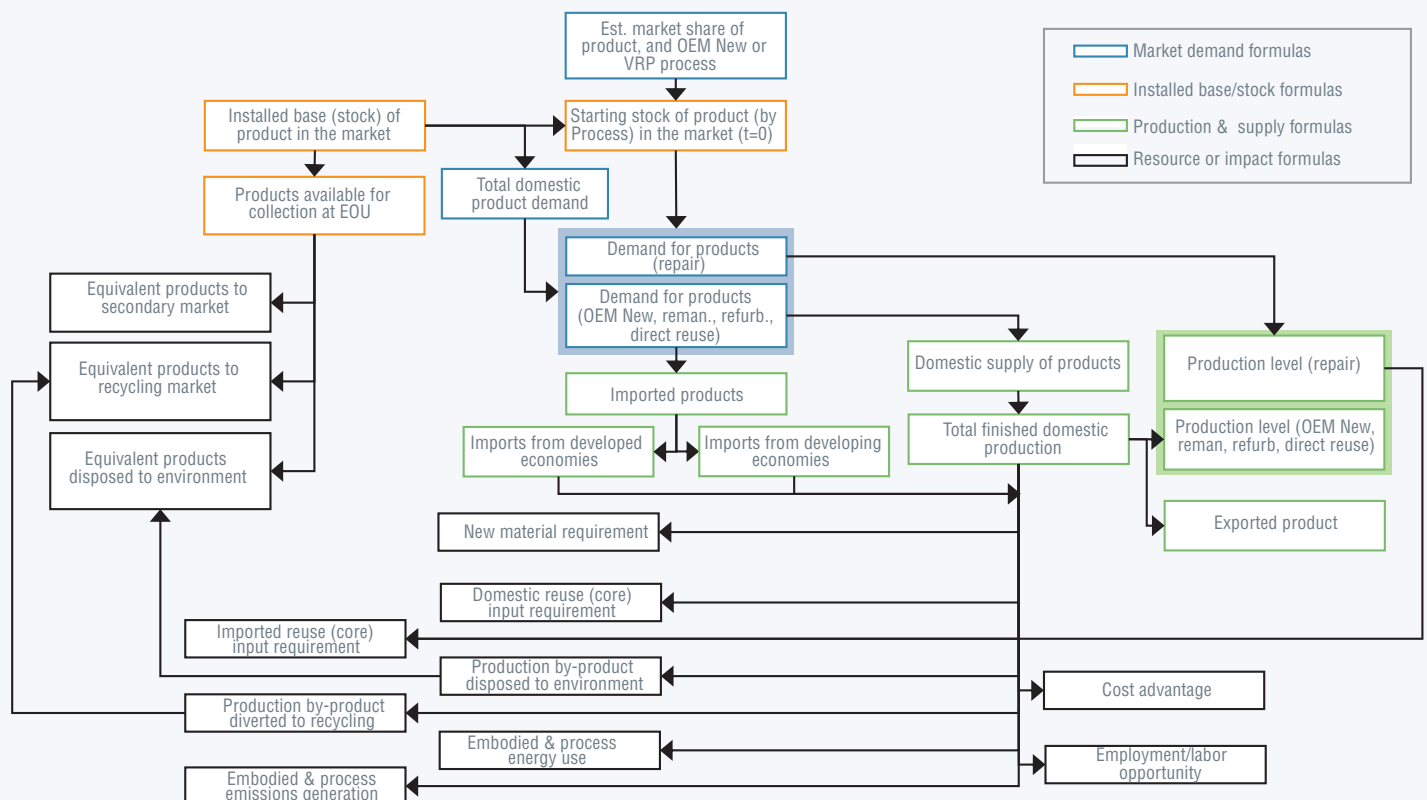 Est. market share of
product, and OEM New or
VRP process
Market demand formulas
Installed base/stock formulas
Production & supply formulas
Resource or impact formulas
Installed base (stock) of
product in the market
Starting stock of product (by
Process) in the market (t=0)
Products available for
collection at EOU
Total domestic
product demand
Demand for products
(repair)
Demand for products
(OEM New, reman., refurb.,
direct reuse)
Equivalent products to
secondary market
Equivalent products to
recycling market
Equivalent products
disposed to environment
Imported products
Domestic supply of products
Production level (repair)
Imports from developed
economies
Imports from developing
economies
Total finished domestic
production
Production level (OEM New,
reman, refurb, direct reuse)
Exported product
New material requirement
Domestic reuse (core)
input requirement
Imported reuse (core)
input requirement
Production by-product
disposed to environment
Production by-product
diverted to recycling
Cost advantage
Embodied & process
energy use
Employment/labor
opportunity
Embodied & process
emissions generation